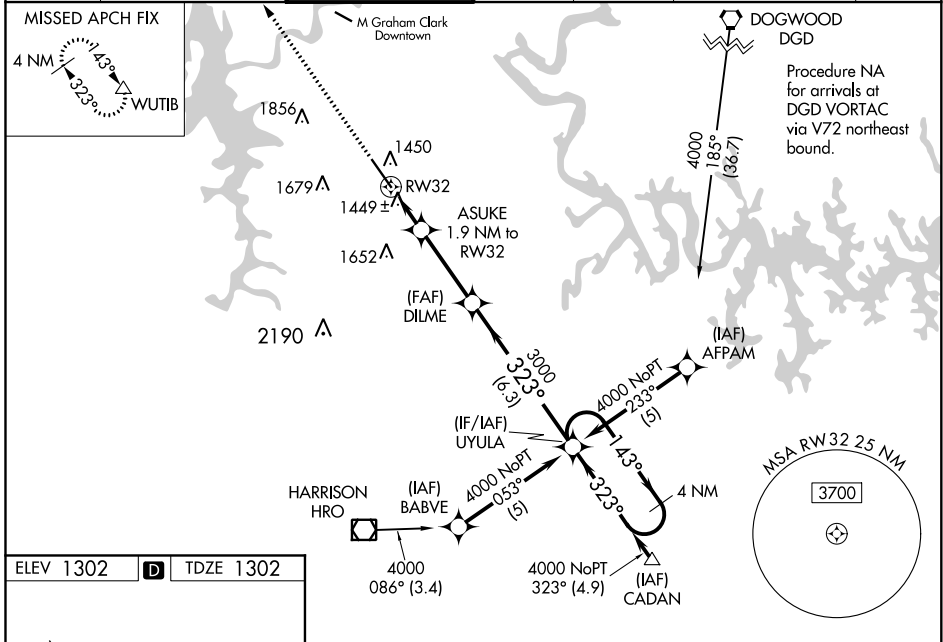 MISSED APCH FIX
4 NM
143°
323°
WUTIB
M Graham Clark
Downtown
DOGWOOD
DGD
Procedure NA
for arrivals at
DGD VORTAC
via V72 northeast
bound.
4000
185°
(36.7)
1856
1450
1679
RW32
1449 ±
ASUKE
1.9 NM to
RW32
1652
(FAF)
DILME
2190
3000
323°
(6.3)
(IAF)
AFPAM
4000 NoPT
233°
(5)
(IF/IAF)
UYULA
143°
323°
4 NM
MSA RW32 25 NM
3700
HARRISON
HRO
(IAF)
BABVE
4000 NoPT
053°
(5)
4000
086° (3.4)
4000 NoPT
323° (4.9)
(IAF)
CADAN
ELEV 1302 D TDZE 1302